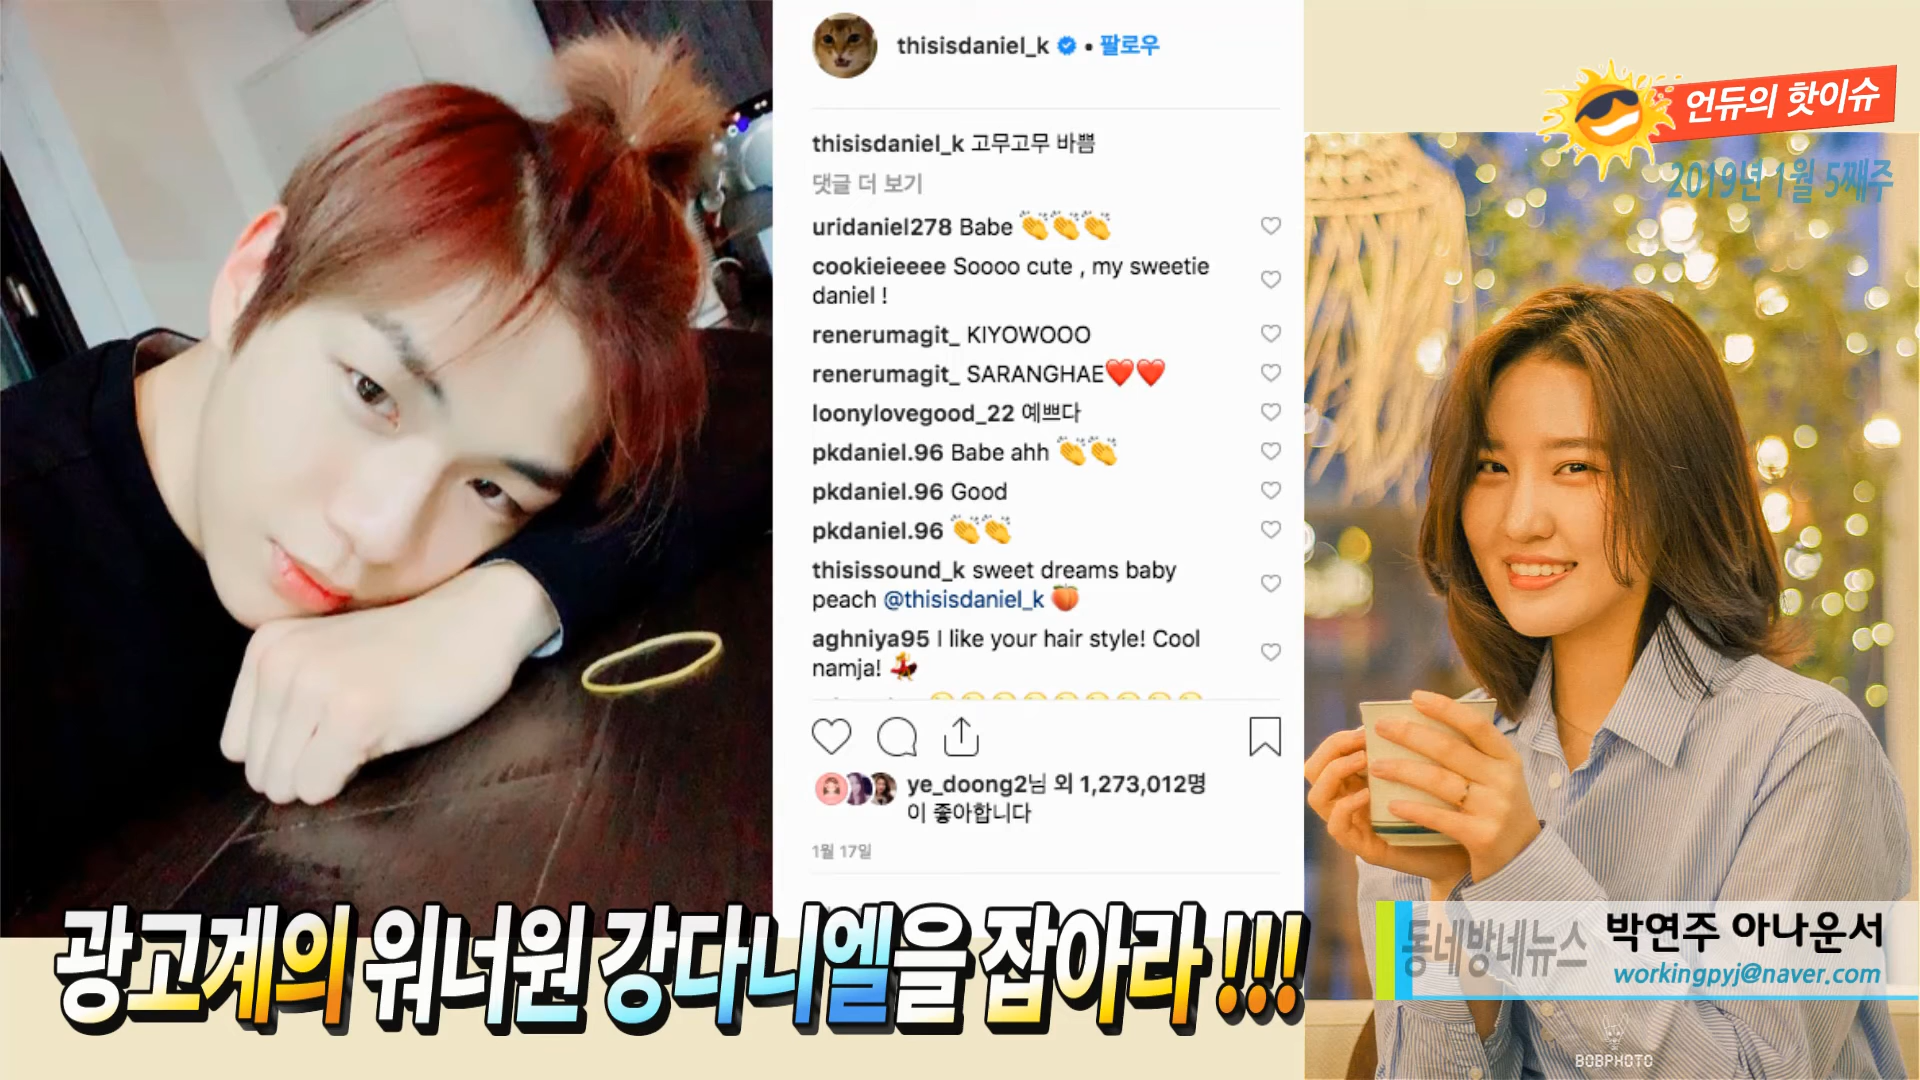 thisisdaniel_k • 팔로우
thisisdaniel_k 고무고무 바쁨
댓글 더 보기
uridaniel278 Babe 👏👏👏
cookieieeee Soooo cute , my sweetie
daniel !
renerumagit_ KIYOWOOO
renerumagit_ SARANGHAE❤️❤️
loonylovegood_22 예쁘다
pkdaniel.96 Babe ahh 👏👏
pkdaniel.96 Good
pkdaniel.96 👏👏
thisissound_k sweet dreams baby
peach @thisisdaniel_k 🍑
aghniya95 I like your hair style! Cool
namja! 💃
ye_doong2님 외 1,273,012명
이 좋아합니다
1월 17일
언듀의 핫이슈
2019년 1월 5째주
광고계의 워너원 강다니엘을 잡아라 !!!
동네방네뉴스
박연주 아나운서
workingpyj@naver.com
BOBPHOTO